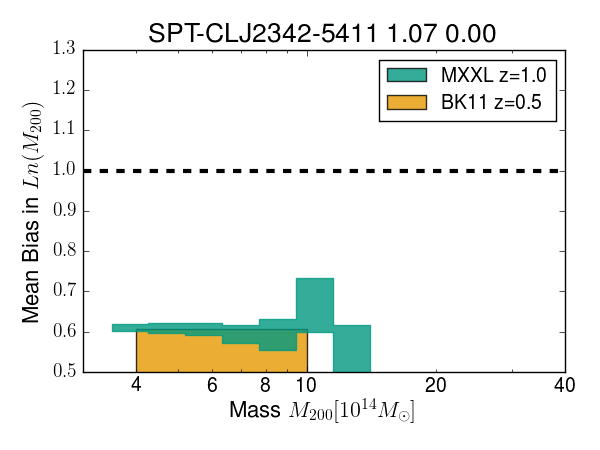 SPT-CLJ2342-5411 1.07 0.00
1.3
1.2
1.1
1.0
0.9
0.8
0.7
0.6
0.5
Mean Bias in Ln(M₂₀₀)
MXXL z=1.0
BK11 z=0.5
4 6 8 10 20 40
Mass M₂₀₀[10¹⁴M⊙]